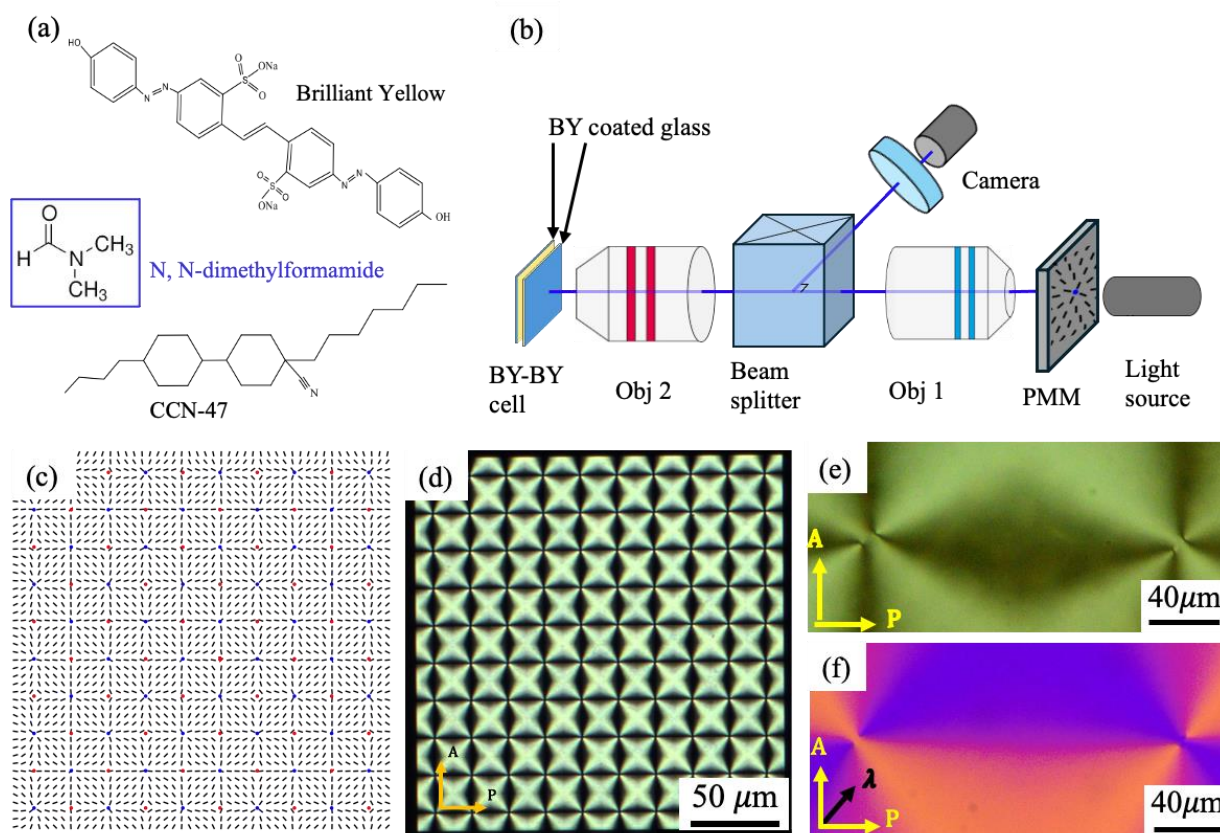 (a)
HO
N
N
O
S
ONa
O
Brilliant Yellow
O
S
O
ONa
N
N
OH
O
H
N
CH3
CH3
N, N-dimethylformamide
N
CCN-47
(b)
BY coated glass
Camera
BY-BY
cell
Obj 2
Beam
splitter
Obj 1
PMM
Light
source
(c)
(d)
A
P
50 μm
(e)
A
P
40μm
(f)
A
λ
P
40μm